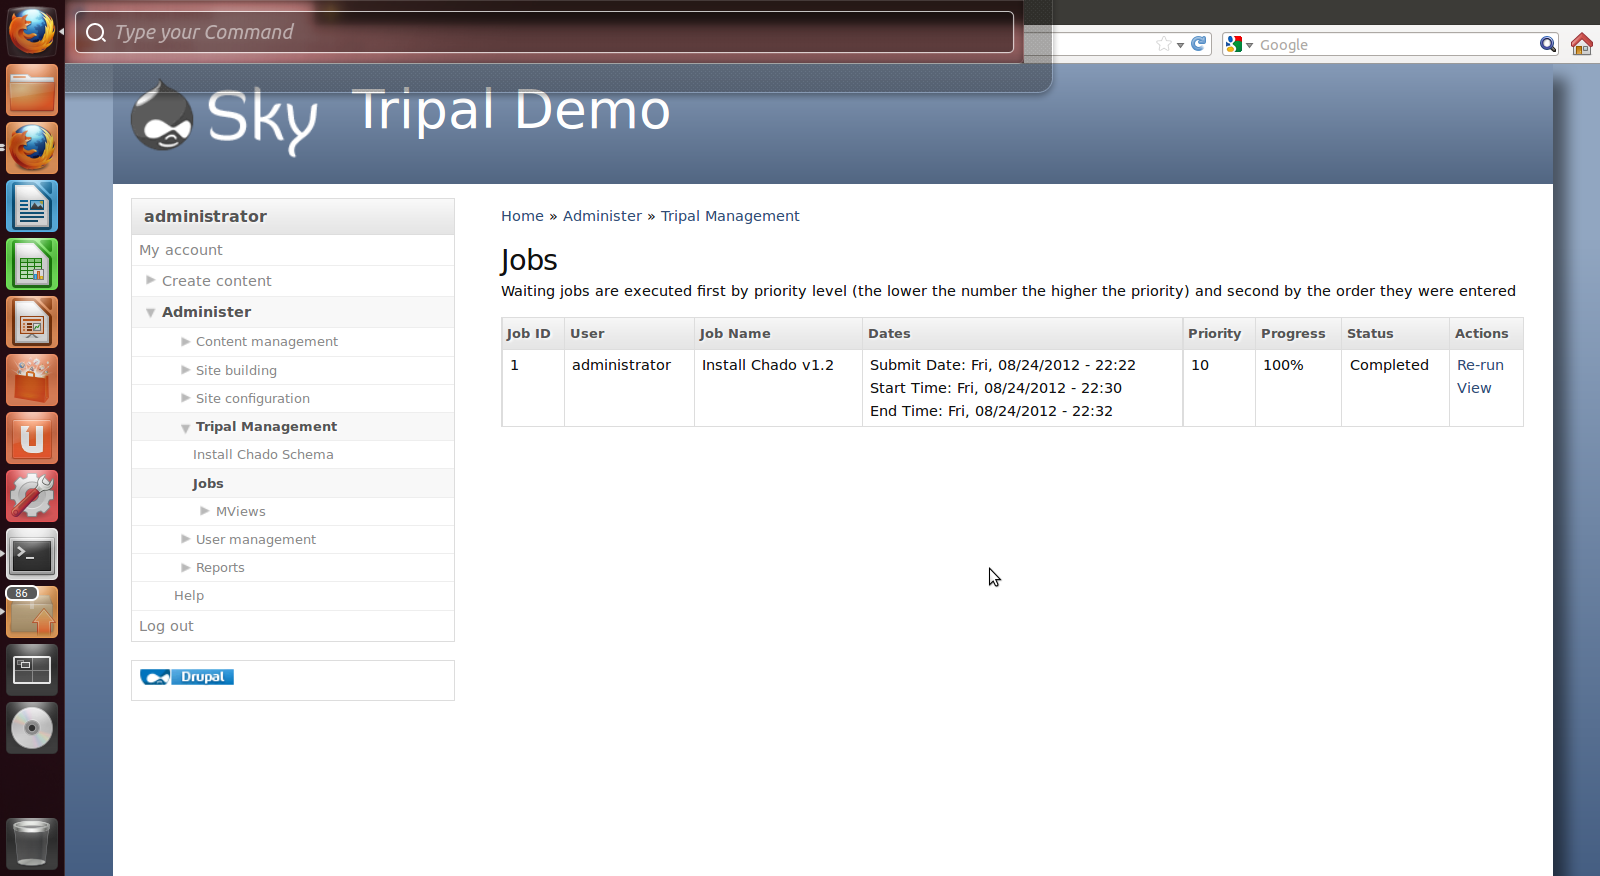 Type your Command
Google
Sky Tripal Demo
administrator
My account
Create content
Administer
Content management
Site building
Site configuration
Tripal Management
Install Chado Schema
Jobs
MViews
User management
Reports
Help
Log out
Drupal
Home » Administer » Tripal Management
Jobs
Waiting jobs are executed first by priority level (the lower the number the higher the priority) and second by the order they were entered
Job ID User Job Name Dates Priority Progress Status Actions
1 administrator Install Chado v1.2 Submit Date: Fri, 08/24/2012 - 22:22 10 100% Completed Re-run
Start Time: Fri, 08/24/2012 - 22:30 View
End Time: Fri, 08/24/2012 - 22:32
86